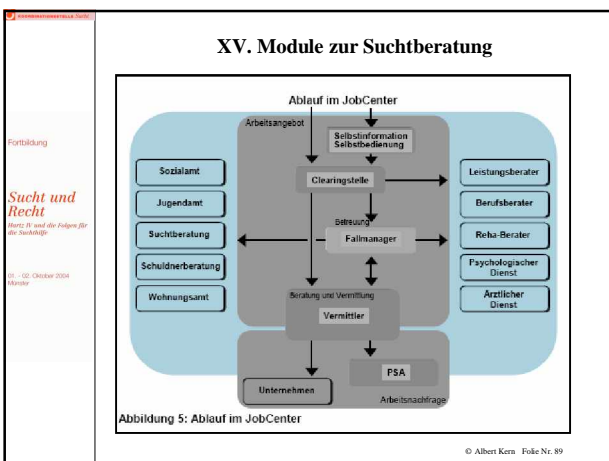 KOORDINATIONSSTELLE Sucht
Fortbildung
Sucht und
Recht
Hartz IV und die Folgen für
die Suchthilfe
01. - 02. Oktober 2004
Münster
XV. Module zur Suchtberatung
Ablauf im JobCenter
Arbeitsangebot
Selbstinformation
Selbstbedienung
Sozialamt
Clearingstelle
Leistungsberater
Jugendamt
Berufsberater
Betreuung
Suchtberatung
Fallmanager
Reha-Berater
Schuldnerberatung
Psychologischer
Dienst
Wohnungsamt
Beratung und Vermittlung
Vermittler
Ärztlicher
Dienst
PSA
Unternehmen
Arbeitsnachfrage
Abbildung 5: Ablauf im JobCenter
© Albert Kern Folie Nr. 89